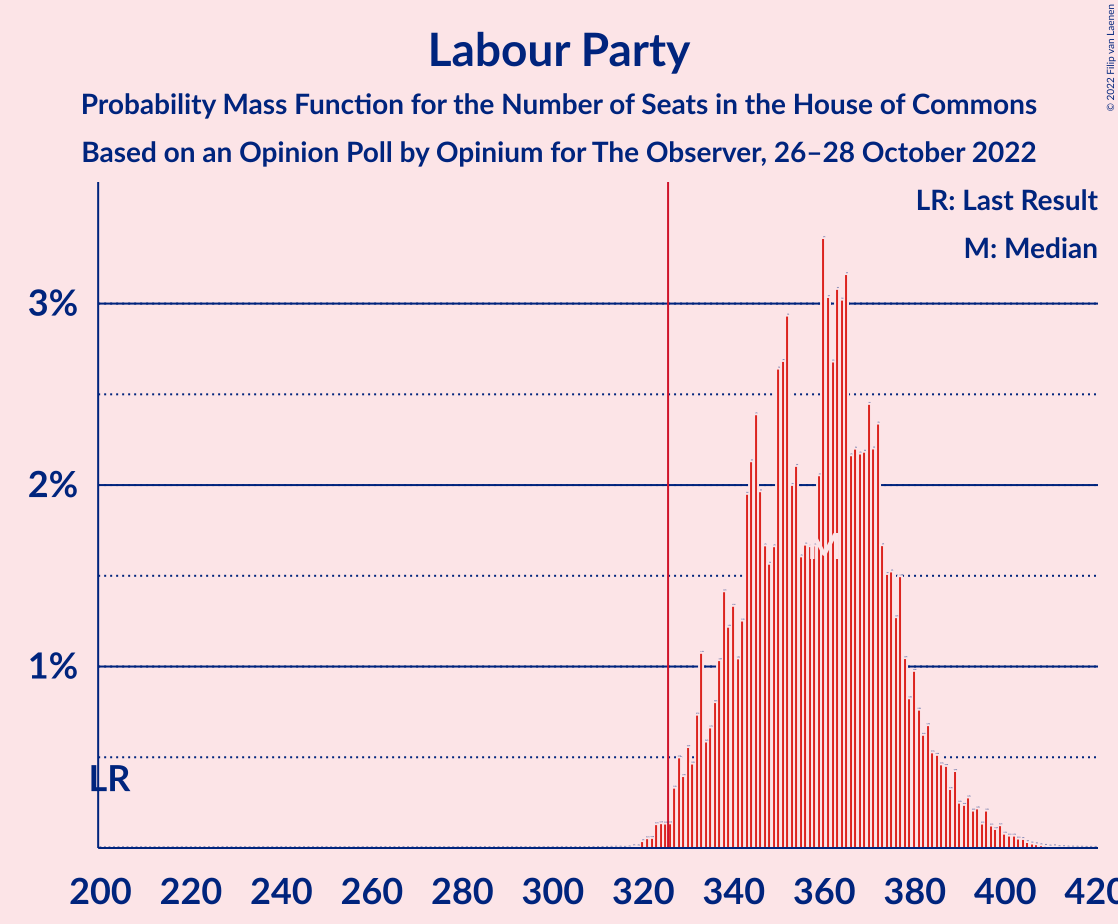 Labour Party
Probability Mass Function for the Number of Seats in the House of Commons
Based on an Opinion Poll by Opinium for The Observer, 26–28 October 2022
© 2022 Filip van Laenen
LR: Last Result
M: Median
3%
2%
1%
M
LR
200 220 240 260 280 300 320 340 360 380 400 420